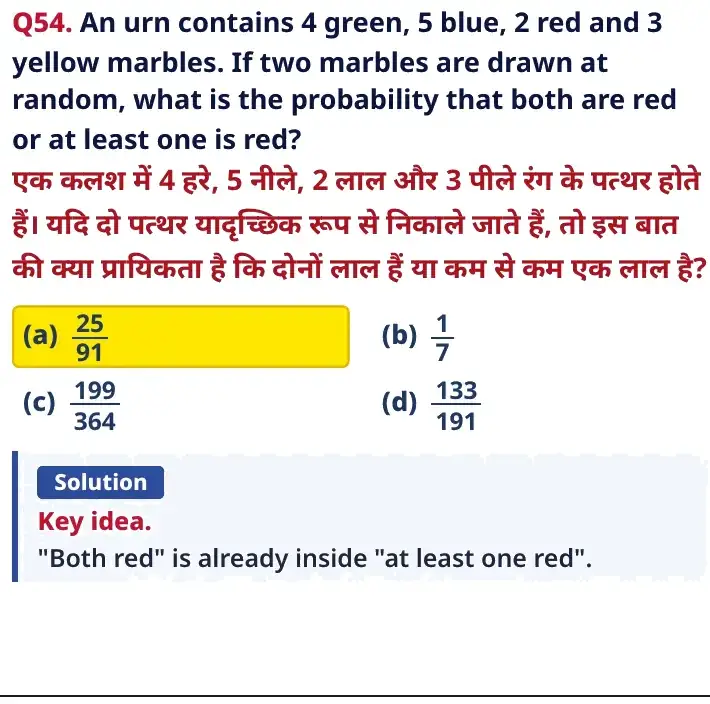 Q54. An urn contains 4 green, 5 blue, 2 red and 3
yellow marbles. If two marbles are drawn at
random, what is the probability that both are red
or at least one is red?
एक कलश में 4 हरे, 5 नीले, 2 लाल और 3 पीले रंग के पत्थर होते
हैं। यदि दो पत्थर यादृच्छिक रूप से निकाले जाते हैं, तो इस बात
की क्या प्रायिकता है कि दोनों लाल हैं या कम से कम एक लाल है?
(a) 25/91 (b) 1/7
(c) 199/364 (d) 133/191
Solution
Key idea.
"Both red" is already inside "at least one red".